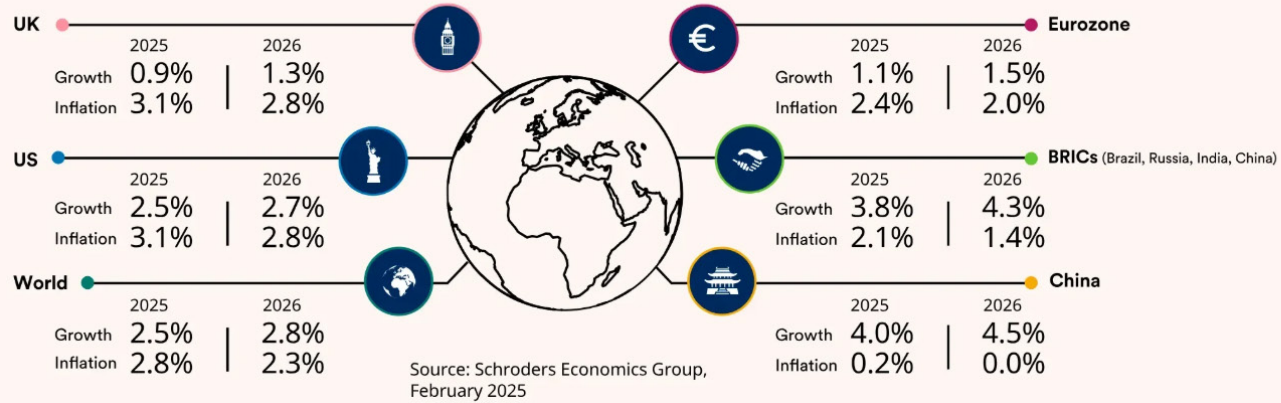 UK
2025 2026
Growth 0.9% 1.3%
Inflation 3.1% 2.8%
US
2025 2026
Growth 2.5% 2.7%
Inflation 3.1% 2.8%
World
2025 2026
Growth 2.5% 2.8%
Inflation 2.8% 2.3%
€
Eurozone
2025 2026
Growth 1.1% 1.5%
Inflation 2.4% 2.0%
BRICs (Brazil, Russia, India, China)
2025 2026
Growth 3.8% 4.3%
Inflation 2.1% 1.4%
China
2025 2026
Growth 4.0% 4.5%
Inflation 0.2% 0.0%
Source: Schroders Economics Group,
February 2025